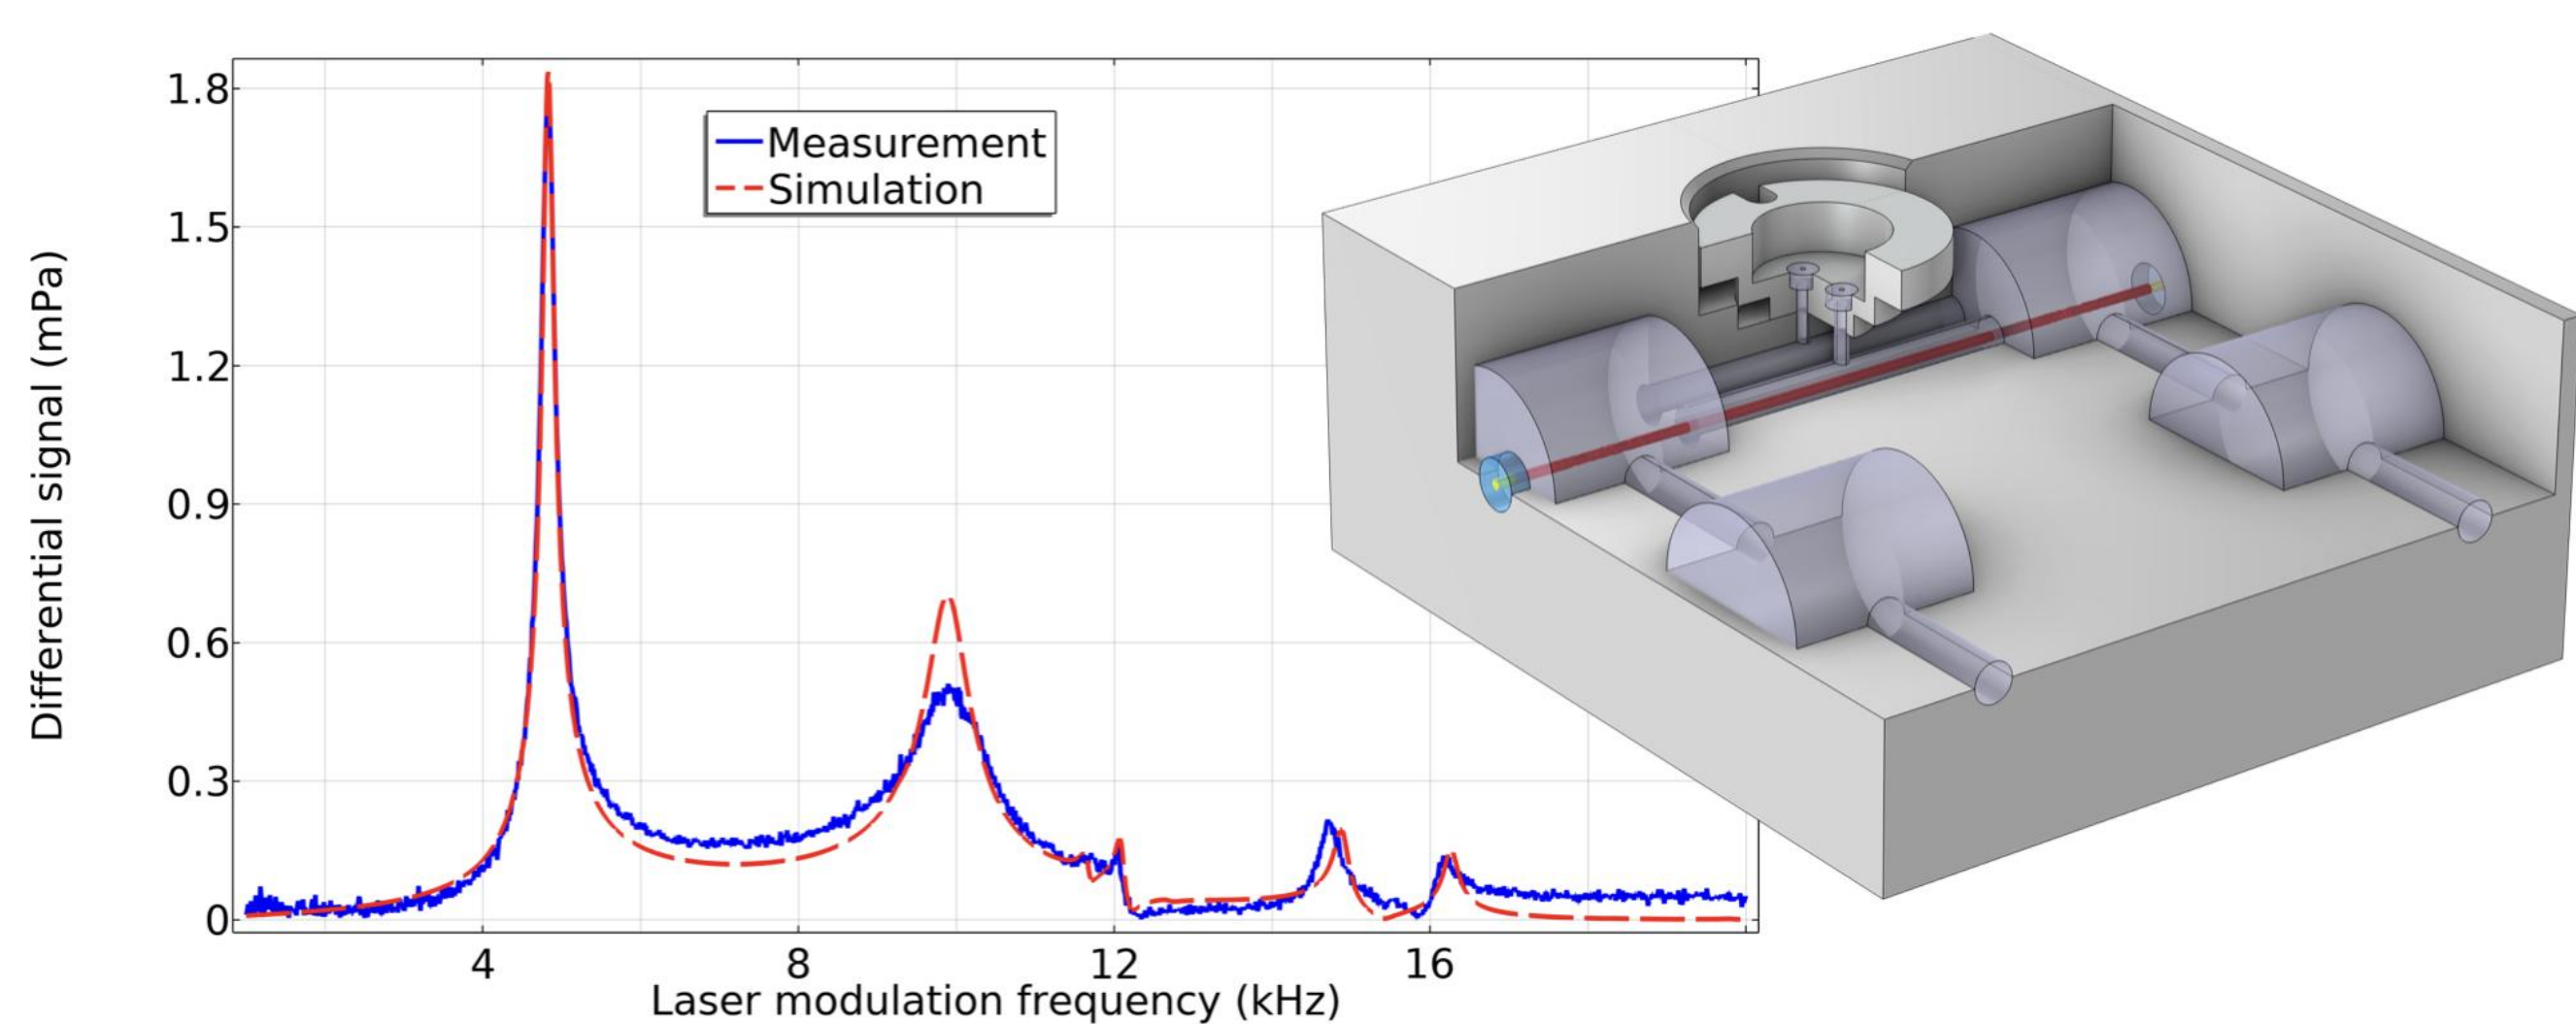 Differential signal (mPa)
1.8
1.5
1.2
0.9
0.6
0.3
0
Measurement
Simulation
4 8 12 16
Laser modulation frequency (kHz)